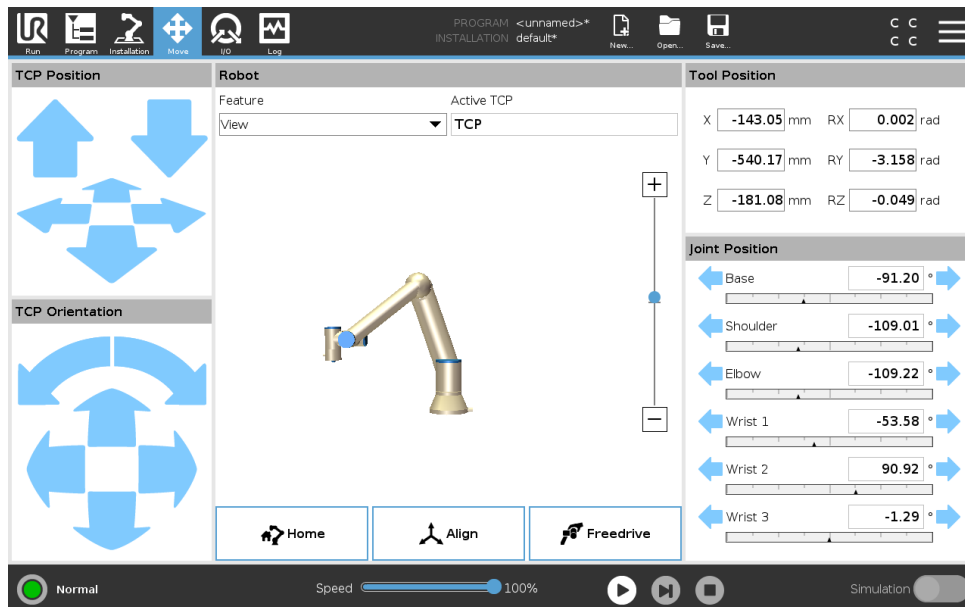 PROGRAM <unnamed>*
INSTALLATION default*
Run Program Installation Move I/O Log New... Open... Save...
C C
C C
TCP Position
Robot
Tool Position
Feature Active TCP
View TCP
X -143.05 mm RX 0.002 rad
Y -540.17 mm RY -3.158 rad
Z -181.08 mm RZ -0.049 rad
Joint Position
Base -91.20 °
TCP Orientation
Shoulder -109.01 °
Elbow -109.22 °
Wrist 1 -53.58 °
Wrist 2 90.92 °
Wrist 3 -1.29 °
Home Align Freedrive
Normal Speed 100% Simulation